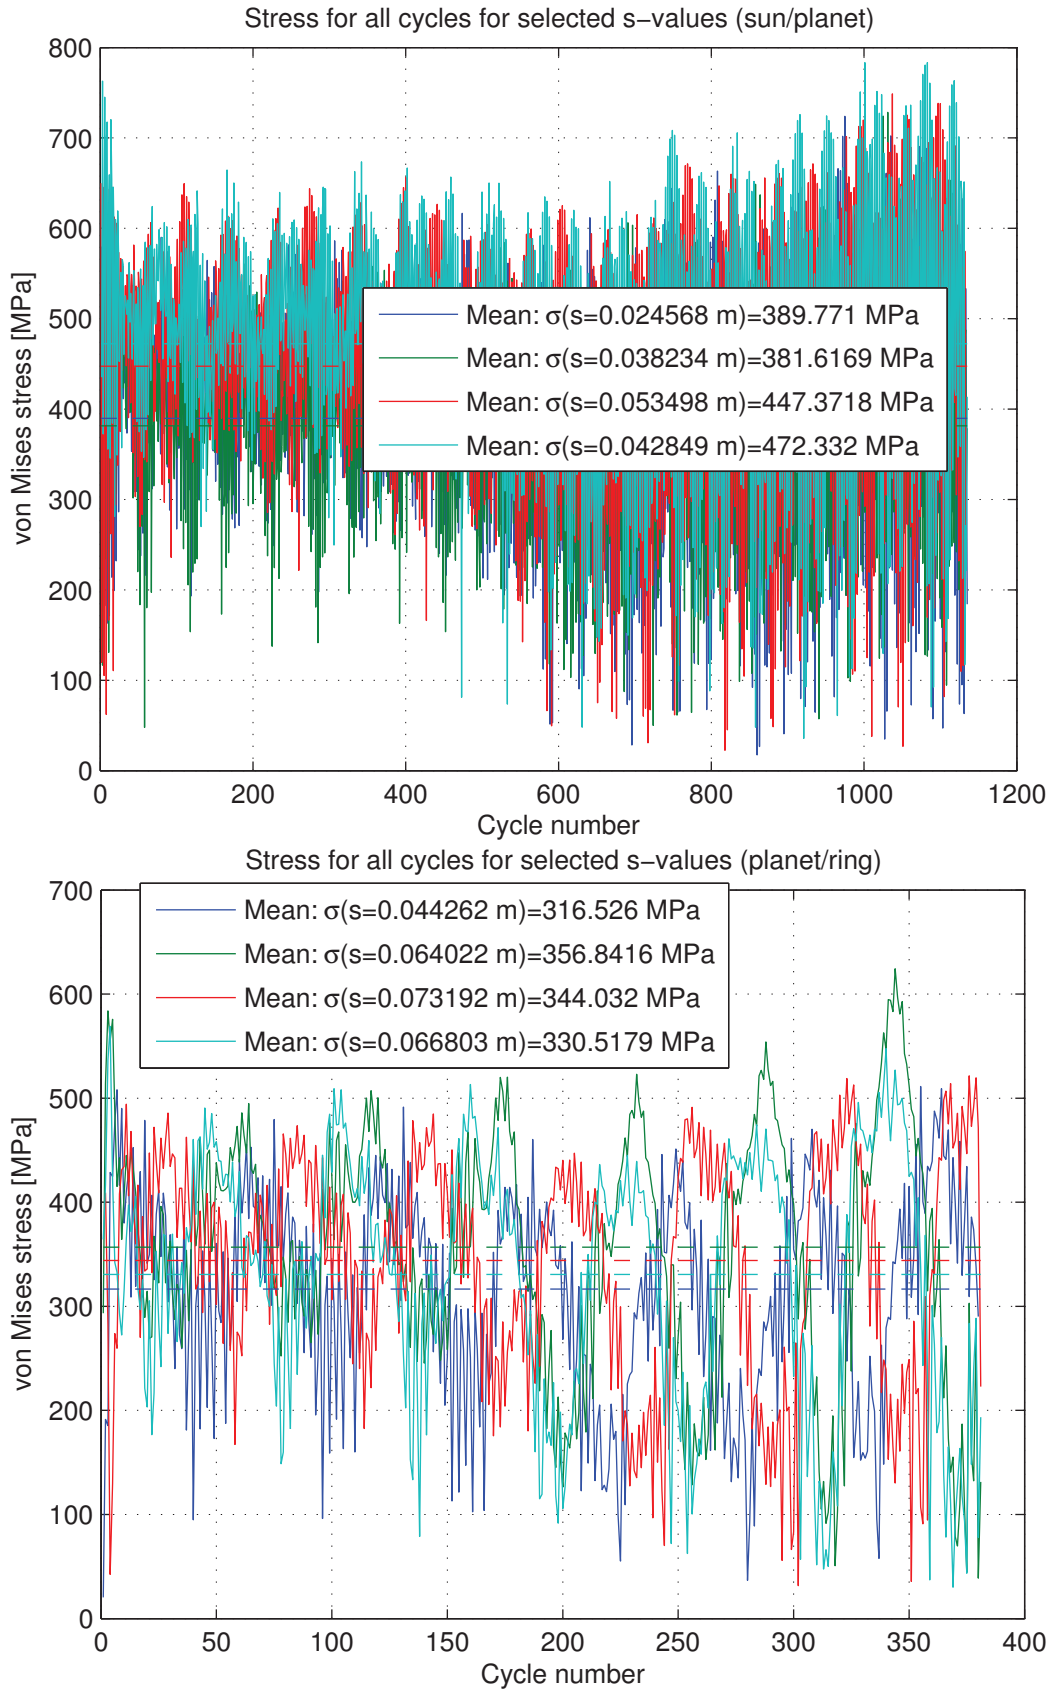 Stress for all cycles for selected s−values (sun/planet)
800
700
600
500
400
300
200
100
0
von Mises stress [MPa]
Mean: σ(s=0.024568 m)=389.771 MPa
Mean: σ(s=0.038234 m)=381.6169 MPa
Mean: σ(s=0.053498 m)=447.3718 MPa
Mean: σ(s=0.042849 m)=472.332 MPa
0 200 400 600 800 1000 1200
Cycle number
Stress for all cycles for selected s−values (planet/ring)
700
600
500
400
300
200
100
0
von Mises stress [MPa]
Mean: σ(s=0.044262 m)=316.526 MPa
Mean: σ(s=0.064022 m)=356.8416 MPa
Mean: σ(s=0.073192 m)=344.032 MPa
Mean: σ(s=0.066803 m)=330.5179 MPa
0 50 100 150 200 250 300 350 400
Cycle number